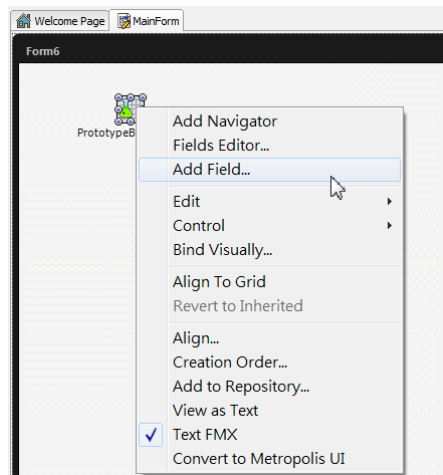 Welcome Page MainForm
Form6
PrototypeB
Add Navigator
Fields Editor...
Add Field...
Edit
Control
Bind Visually...
Align To Grid
Revert to Inherited
Align...
Creation Order...
Add to Repository...
View as Text
Text FMX
Convert to Metropolis UI